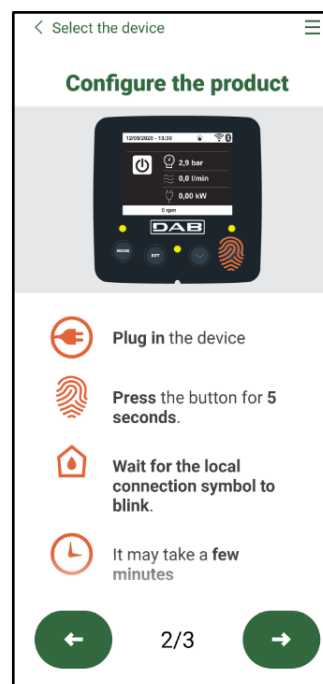 Select the device
Configure the product
12/05/2020 - 13:30
2,9 bar
0,0 l/min
0,00 kW
0 rpm
DAB
MODE
SET
Plug in the device
Press the button for 5
seconds.
Wait for the local
connection symbol to
blink.
It may take a few
minutes
2/3